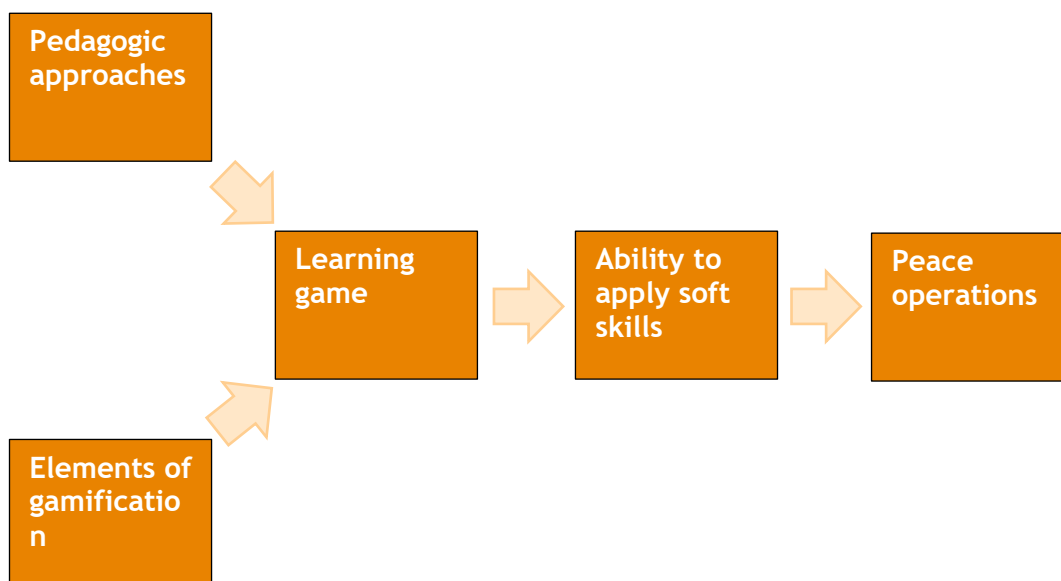 Pedagogic
approaches
Learning
game
Ability to
apply soft
skills
Peace
operations
Elements of
gamificatio
n